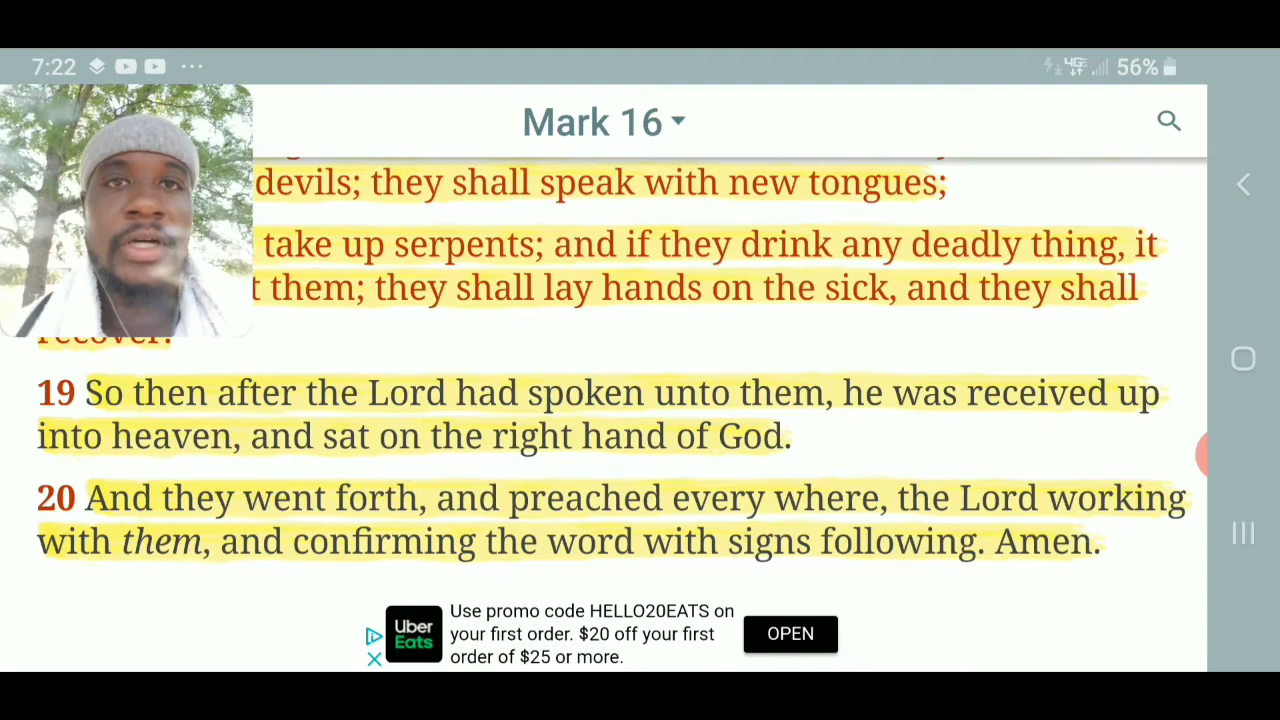 7:22 ... 4G 56%
Mark 16
devils; they shall speak with new tongues;
take up serpents; and if they drink any deadly thing, it
t them; they shall lay hands on the sick, and they shall
recover.
19 So then after the Lord had spoken unto them, he was received up
into heaven, and sat on the right hand of God.
20 And they went forth, and preached every where, the Lord working
with them, and confirming the word with signs following. Amen.
Uber
Eats
Use promo code HELLO20EATS on
your first order. $20 off your first
order of $25 or more.
OPEN